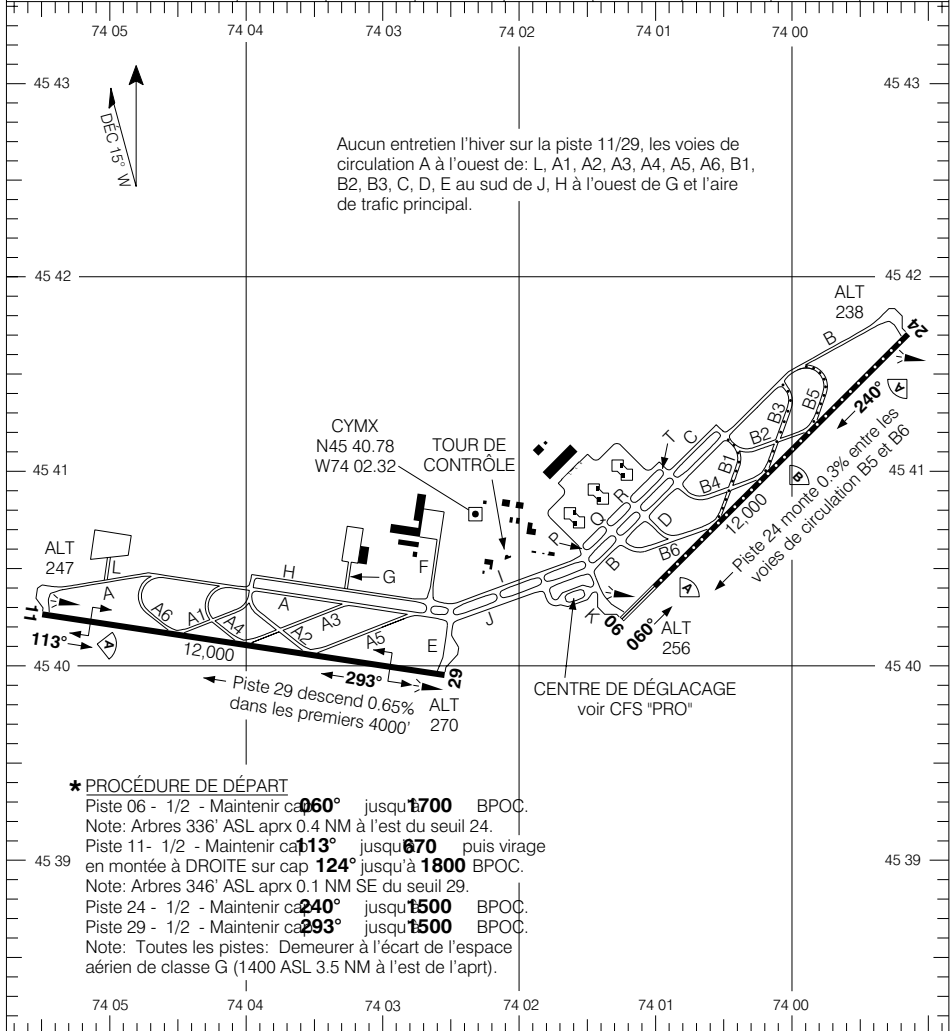 74 05
74 04
74 03
74 02
74 01
74 00
45 43
45 43
DÉC 15° W
Aucun entretien l'hiver sur la piste 11/29, les voies de
circulation A à l'ouest de: L, A1, A2, A3, A4, A5, A6, B1,
B2, B3, C, D, E au sud de J, H à l'ouest de G et l'aire
de trafic principal.
45 42
45 42
ALT
238
24
B
A
240°
B5
B3
B2
B1
B4
C
T
CYMX
N45 40.78
W74 02.32
TOUR DE
CONTRÔLE
45 41
45 41
B
12,000
Piste 24 monte 0.3% entre les
voies de circulation B5 et B6
R
Q
P
D
B6
B
ALT
247
L
A
H
G
F
I
J
K
A
A6
A1
A4
A2
A3
A5
E
11
113°
A
12,000
293°
29
Piste 29 descend 0.65%
dans les premiers 4000'
ALT
270
06
060°
A
ALT
256
45 40
45 40
CENTRE DE DÉGLACAGE
voir CFS "PRO"
* PROCÉDURE DE DÉPART
Piste 06 - 1/2 - Maintenir cap 060° jusqu'à 1700 BPOC.
Note: Arbres 336' ASL aprx 0.4 NM à l'est du seuil 24.
Piste 11- 1/2 - Maintenir cap 113° jusqu'à 670 puis virage
en montée à DROITE sur cap 124° jusqu'à 1800 BPOC.
Note: Arbres 346' ASL aprx 0.1 NM SE du seuil 29.
Piste 24 - 1/2 - Maintenir cap 240° jusqu'à 1500 BPOC.
Piste 29 - 1/2 - Maintenir cap 293° jusqu'à 1500 BPOC.
Note: Toutes les pistes: Demeurer à l'écart de l'espace
aérien de classe G (1400 ASL 3.5 NM à l'est de l'aprt).
45 39
45 39
74 05
74 04
74 03
74 02
74 01
74 00